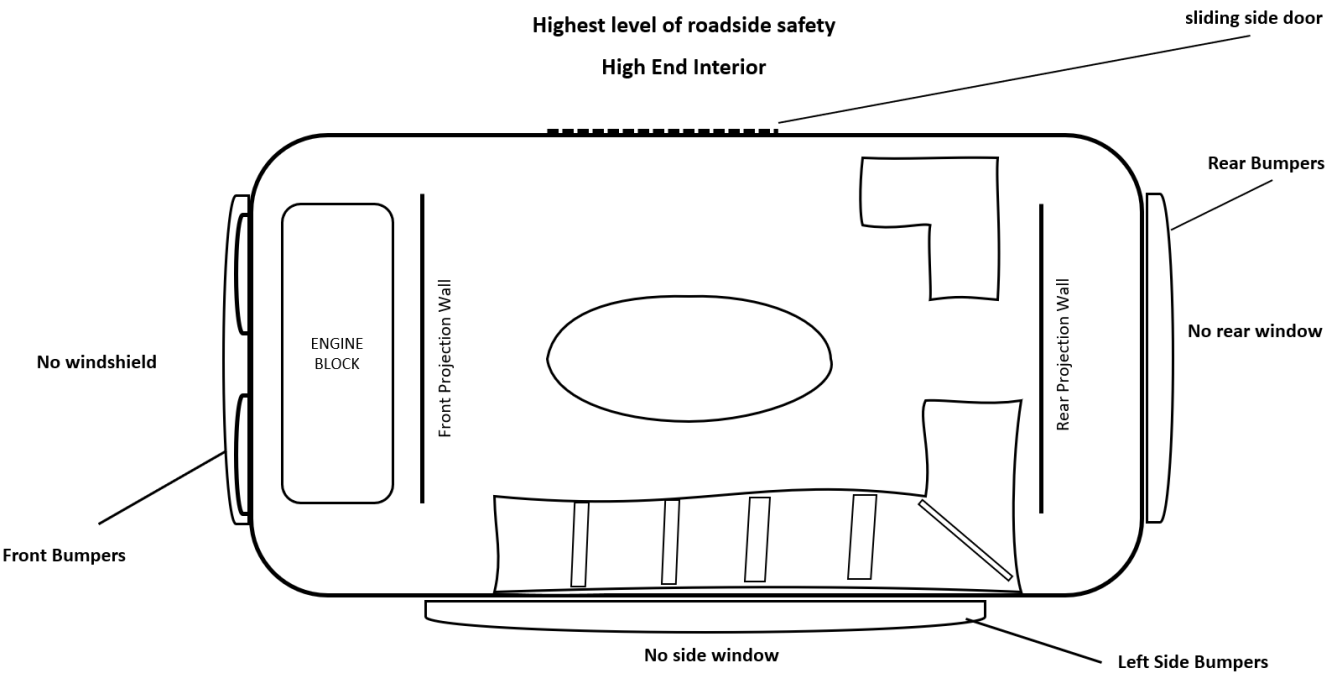 sliding side door
Highest level of roadside safety
High End Interior
Rear Bumpers
No windshield
ENGINE
BLOCK
Front Projection Wall
Rear Projection Wall
No rear window
Front Bumpers
No side window
Left Side Bumpers